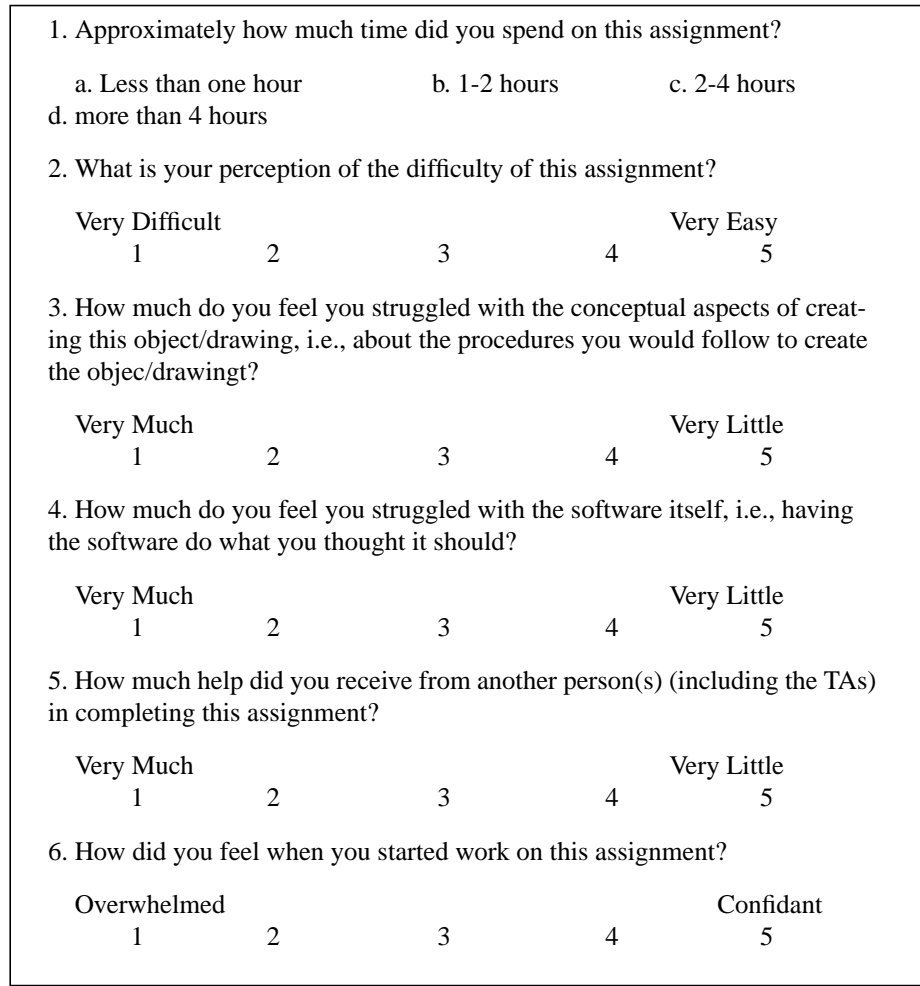 1. Approximately how much time did you spend on this assignment?
a. Less than one hour b. 1-2 hours c. 2-4 hours
d. more than 4 hours
2. What is your perception of the difficulty of this assignment?
Very Difficult Very Easy
1 2 3 4 5
3. How much do you feel you struggled with the conceptual aspects of creat-
ing this object/drawing, i.e., about the procedures you would follow to create
the objec/drawingt?
Very Much Very Little
1 2 3 4 5
4. How much do you feel you struggled with the software itself, i.e., having
the software do what you thought it should?
Very Much Very Little
1 2 3 4 5
5. How much help did you receive from another person(s) (including the TAs)
in completing this assignment?
Very Much Very Little
1 2 3 4 5
6. How did you feel when you started work on this assignment?
Overwhelmed Confidant
1 2 3 4 5